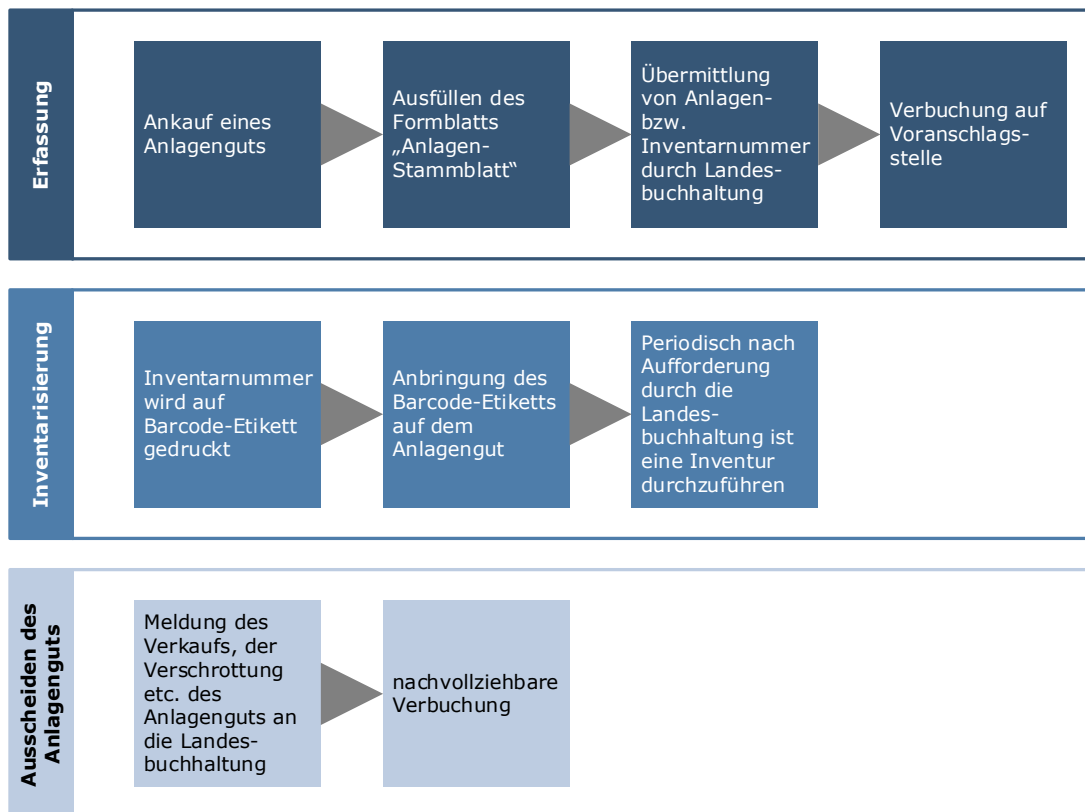 Erfassung
Ankauf eines
Anlagenguts
Ausfüllen des
Formblatts
„Anlagen-
Stammblatt“
Übermittlung
von Anlagen-
bzw.
Inventarnummer
durch Landes-
buchhaltung
Verbuchung auf
Voranschlags-
stelle
Inventarisierung
Inventarnummer
wird auf
Barcode-Etikett
gedruckt
Anbringung des
Barcode-Etiketts
auf dem
Anlagengut
Periodisch nach
Aufforderung
durch die
Landes-
buchhaltung ist
eine Inventur
durchzuführen
Ausscheiden des
Anlagenguts
Meldung des
Verkaufs, der
Verschrottung
etc. des
Anlagenguts an
die Landes-
buchhaltung
nachvollziehbare
Verbuchung